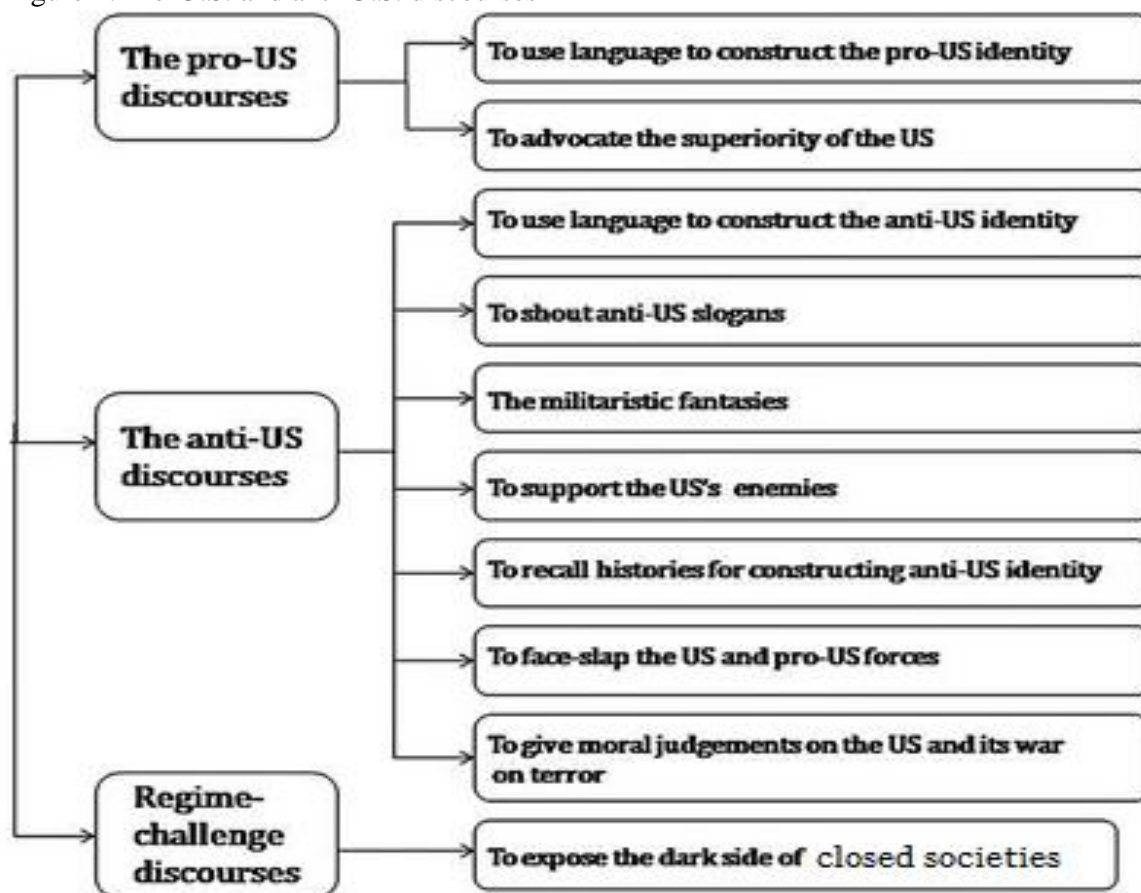 U.S. and anti-U.S. discourses
The pro-US
discourses
To use language to construct the pro-US identity
To advocate the superiority of the US
The anti-US
discourses
To use language to construct the anti-US identity
To shout anti-US slogans
The militaristic fantasies
To support the US's enemies
To recall histories for constructing anti-US identity
To face-slap the US and pro-US forces
To give moral judgements on the US and its war
on terror
Regime-
challenge
discourses
To expose the dark side of closed societies